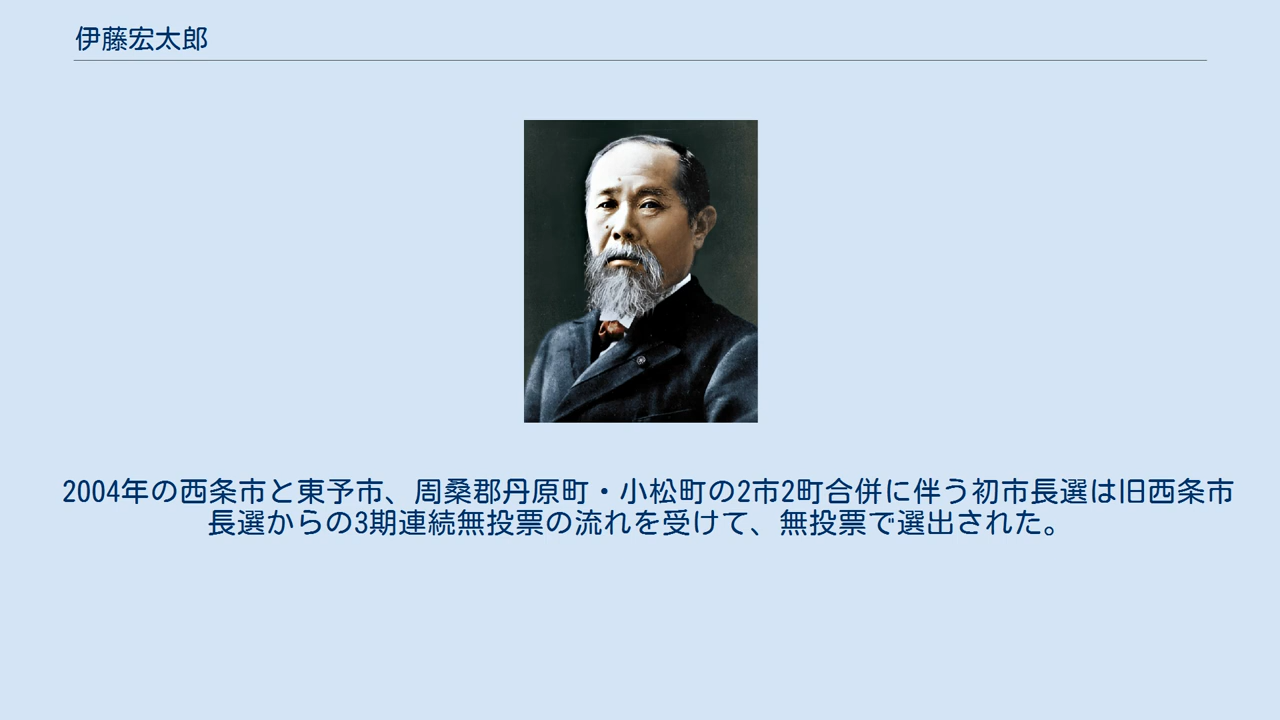 伊藤宏太郎
2004年の西条市と東予市、周桑郡丹原町・小松町の2市2町合併に伴う初市長選は旧西条市
長選からの3期連続無投票の流れを受けて、無投票で選出された。